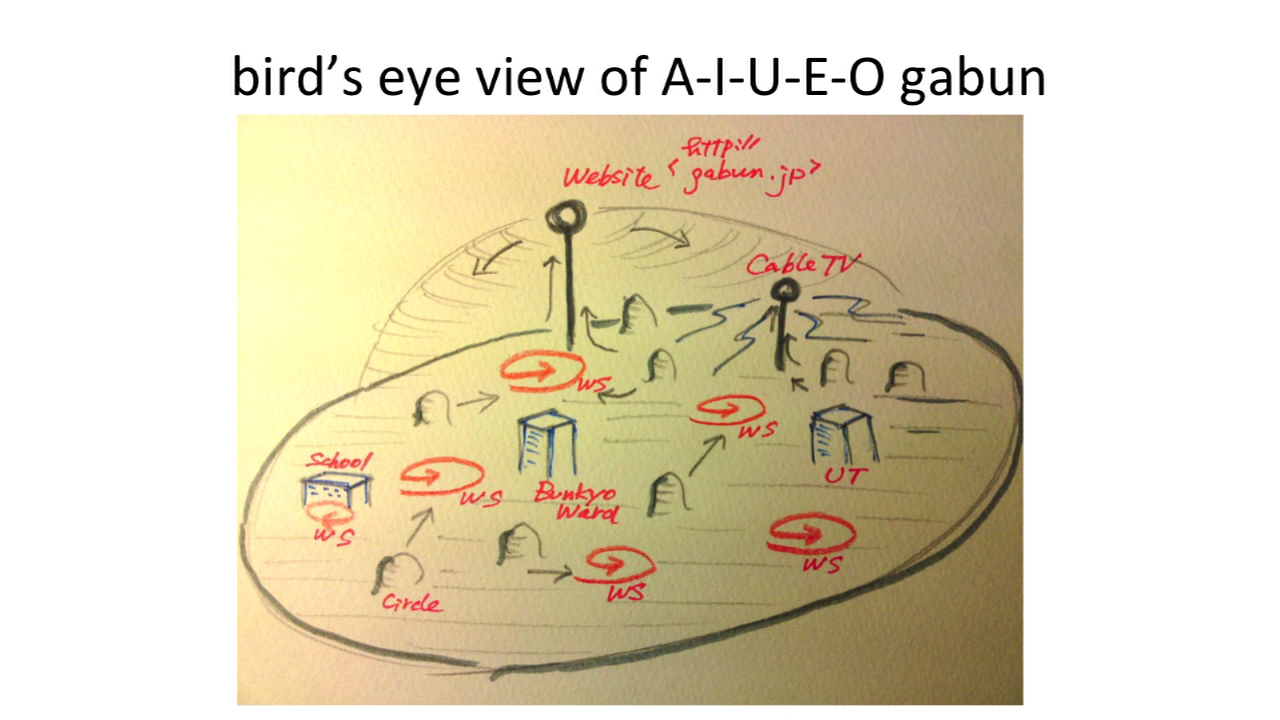 bird’s eye view of A-I-U-E-O gabun
http://
Website < gabun.jp>
Cable TV
WS
WS
School
WS
Bunkyo
Ward
UT
WS
WS
WS
Circle